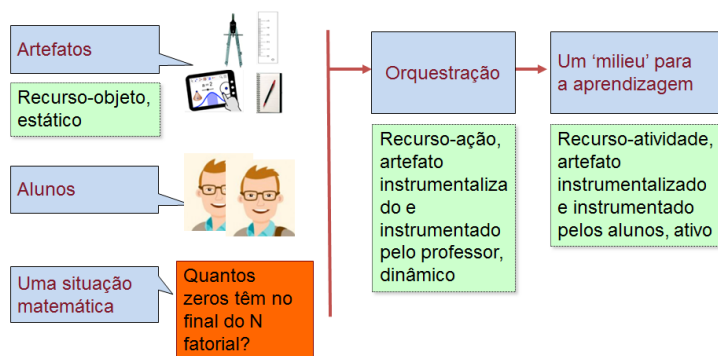 Artefatos
Recurso-objeto,
estático
Alunos
Uma situação
matemática
Quantos
zeros têm no
final do N
fatorial?
Orquestração
Recurso-ação,
artefato
instrumentaliza
do e
instrumentado
pelo professor,
dinâmico
Um ‘milieu’ para
a aprendizagem
Recurso-atividade,
artefato
instrumentalizado
e instrumentado
pelos alunos, ativo